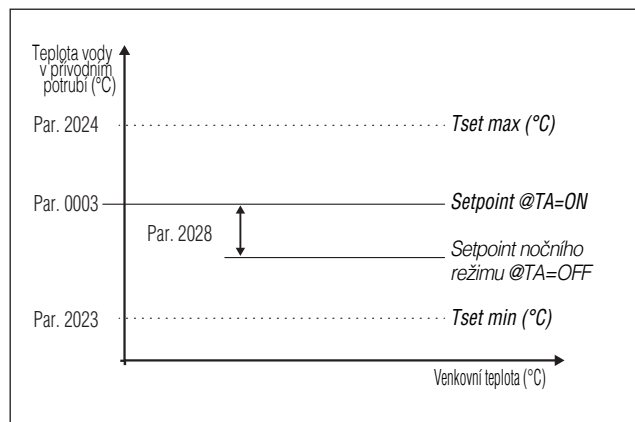 Teplota vody
v přívodním
potrubí (°C)
Par. 2024
Tset max (°C)
Par. 0003
Setpoint @TA=ON
Par. 2028
Setpoint nočního
režimu @TA=OFF
Par. 2023
Tset min (°C)
Venkovní teplota (°C)